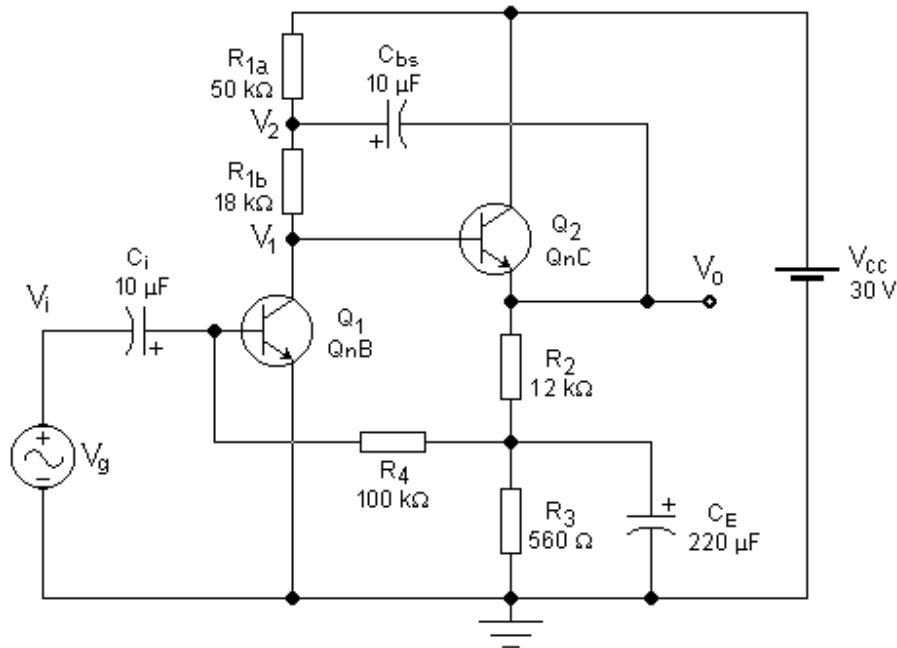 R1a
50 kΩ
Cbs
10 µF
+
V2
R1b
18 kΩ
V1
Q2
QnC
Vcc
30 V
Vo
Ci
10 µF
Vi
+
Q1
QnB
R2
12 kΩ
+
−
Vg
R4
100 kΩ
R3
560 Ω
+
CE
220 µF